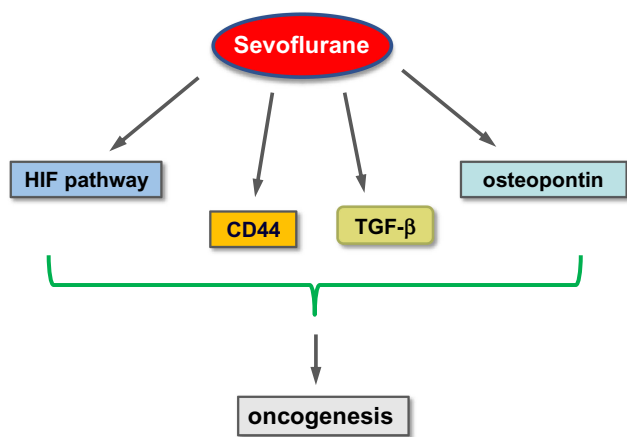 Sevoflurane
HIF pathway
osteopontin
CD44
TGF-β
oncogenesis